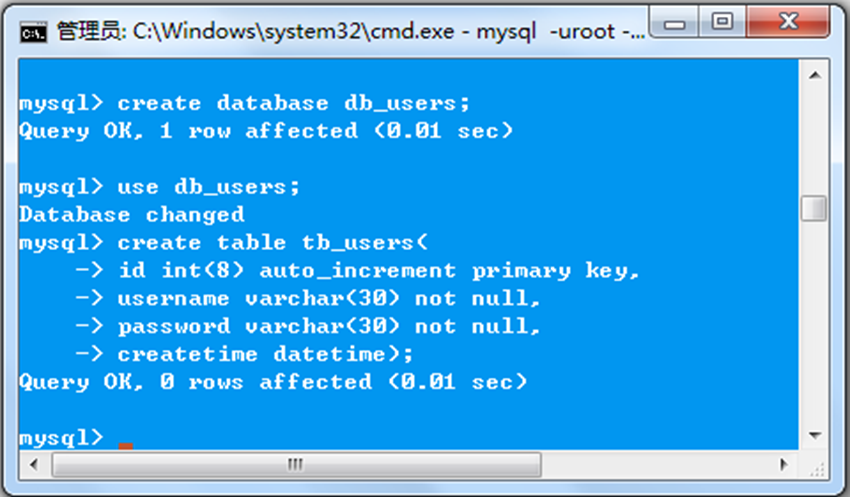 管理员: C:\Windows\system32\cmd.exe - mysql  -uroot -...
mysql> create database db_users;
Query OK, 1 row affected (0.01 sec)
mysql> use db_users;
Database changed
mysql> create table tb_users(
    -> id int(8) auto_increment primary key,
    -> username varchar(30) not null,
    -> password varchar(30) not null,
    -> createtime datetime);
Query OK, 0 rows affected (0.01 sec)
mysql>